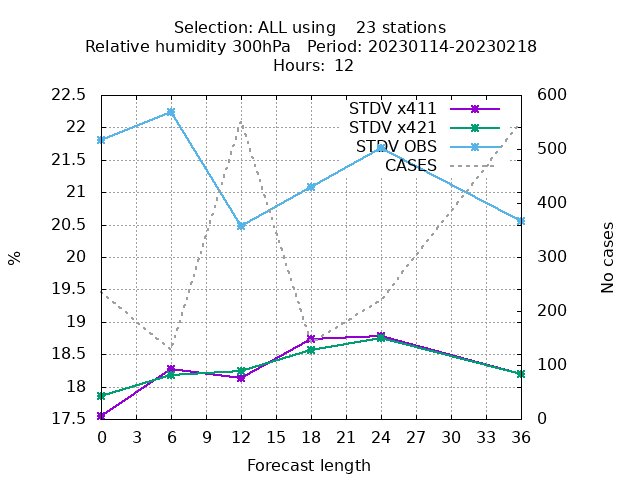 Selection: ALL using    23 stations
Relative humidity 300hPa   Period: 20230114-20230218
Hours:  12
STDV x411
STDV x421
STDV OBS
CASES
%
22.5
22
21.5
21
20.5
20
19.5
19
18.5
18
17.5
600
500
400
300
200
100
0
No cases
0 3 6 9 12 15 18 21 24 27 30 33 36
Forecast length